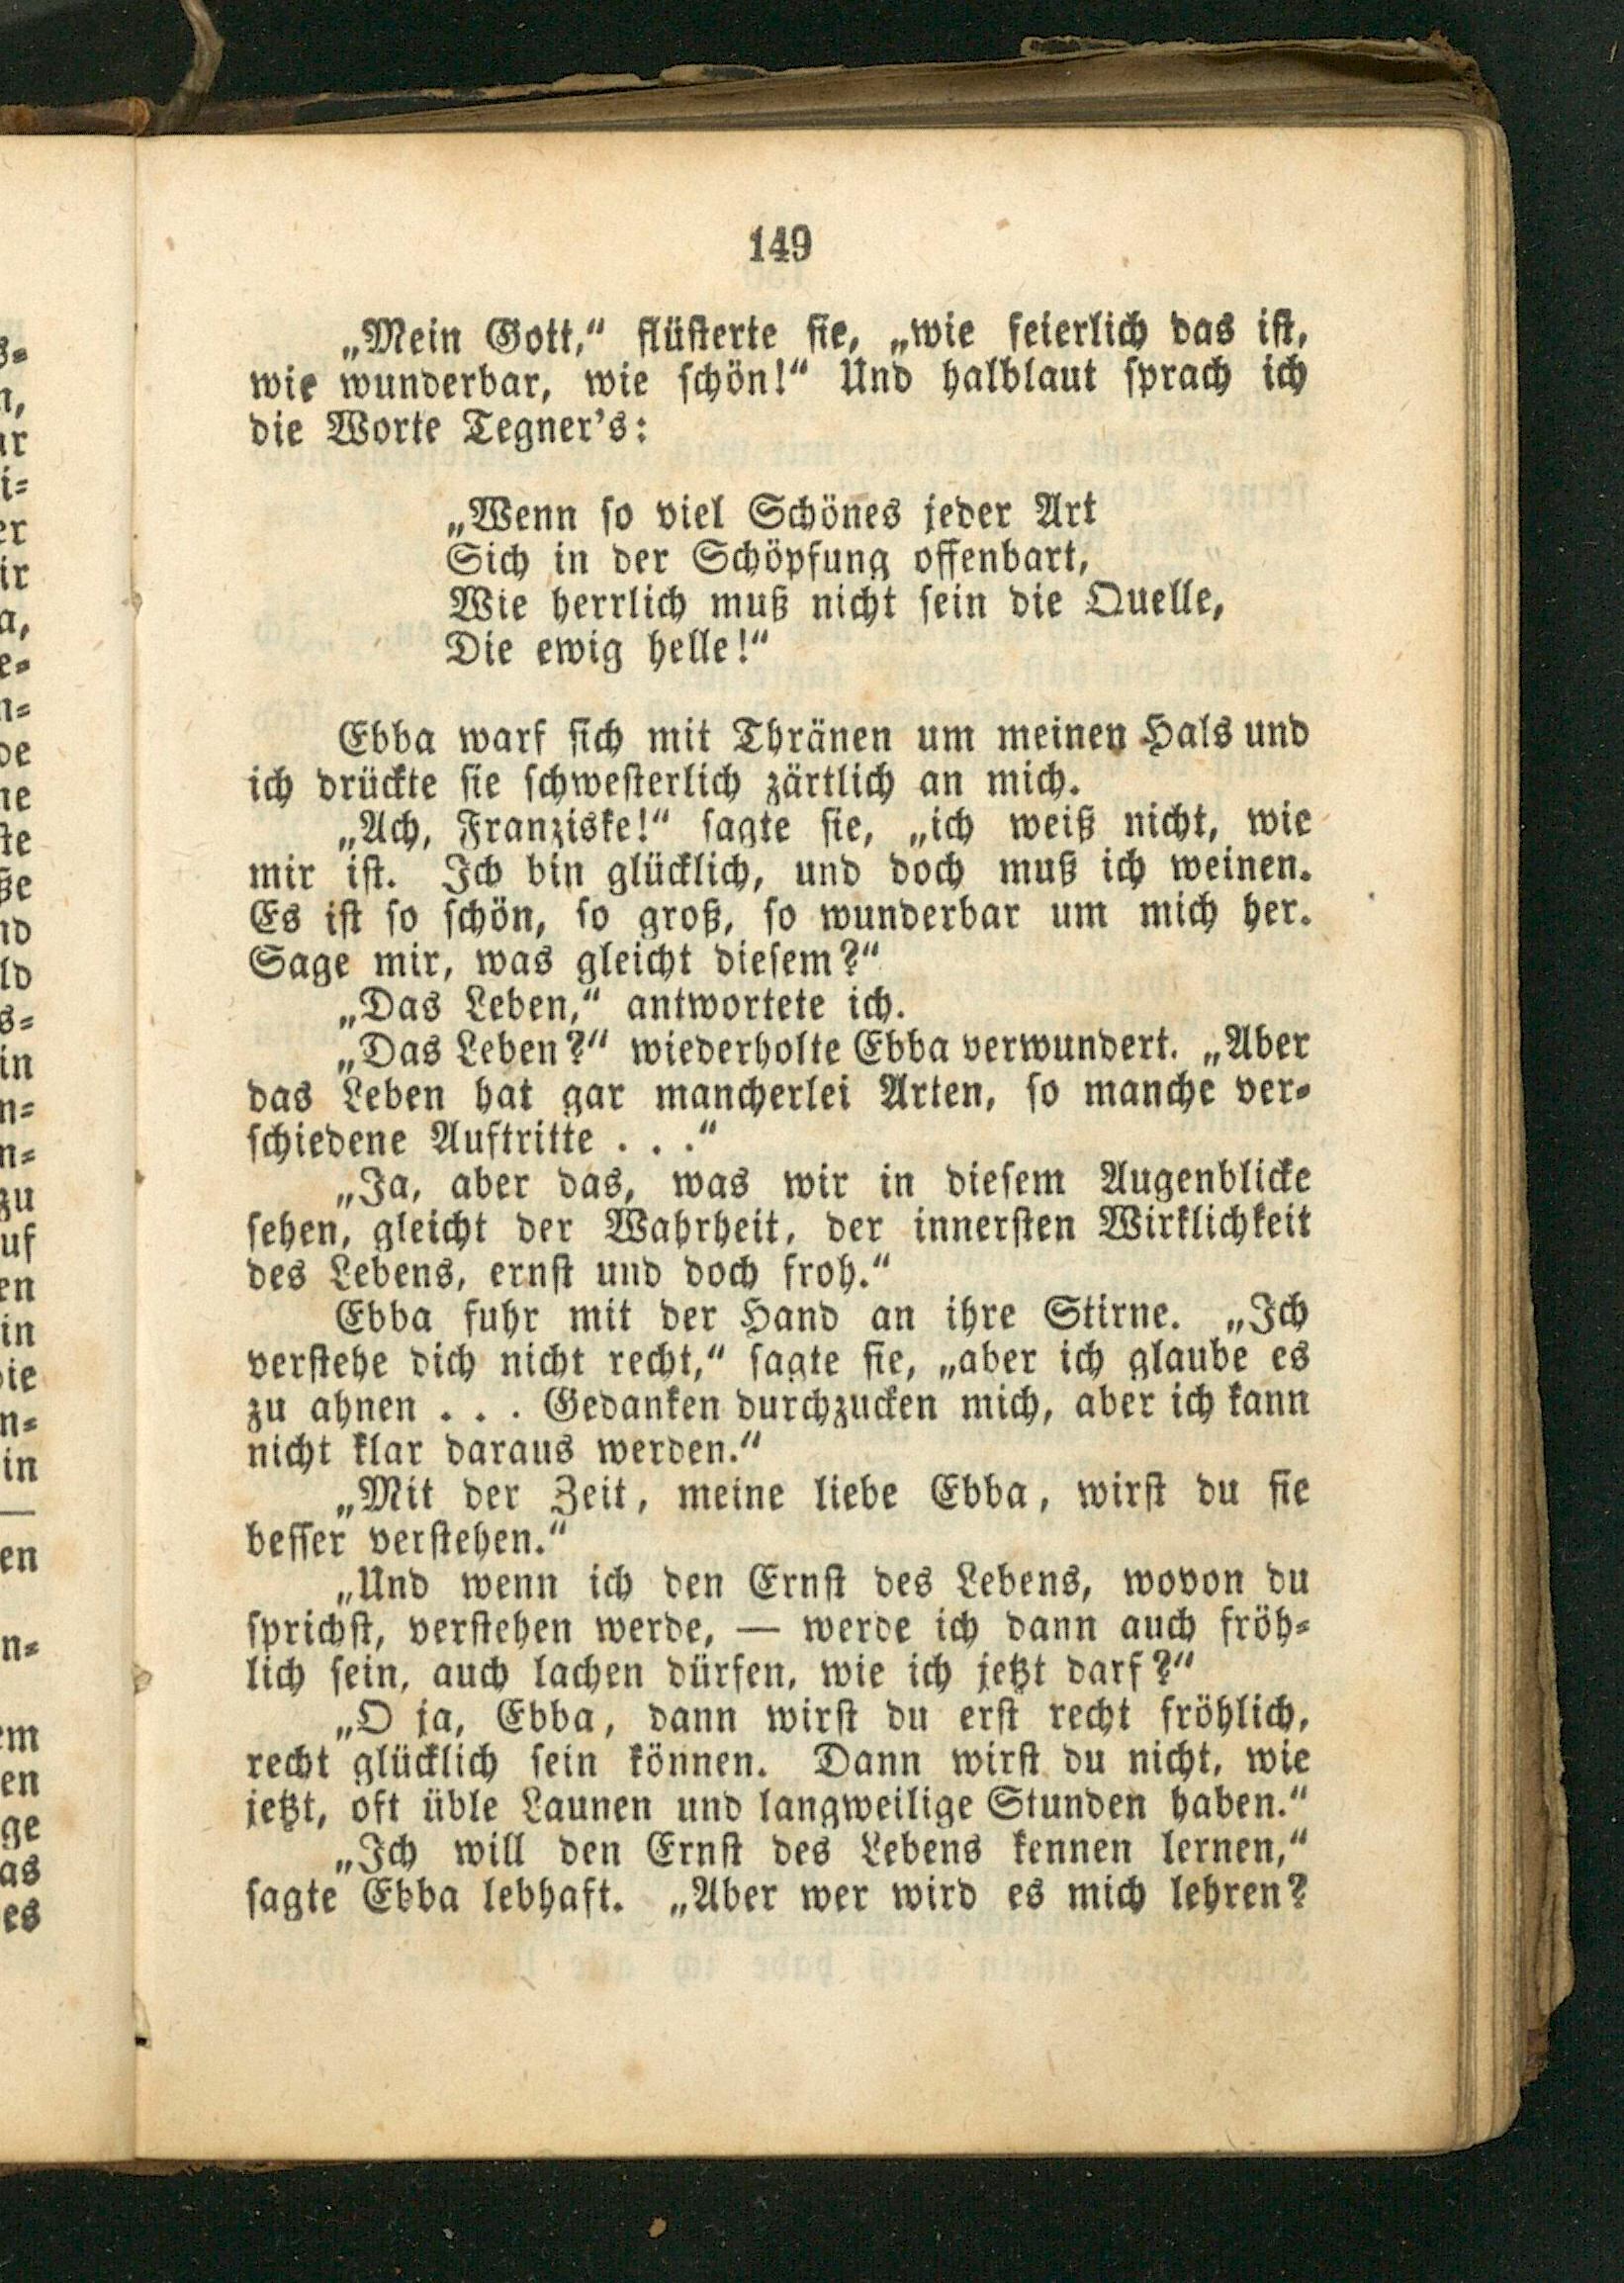 149
„Mein Gott,“ flüsterte sie, „wie feierlich das ist,
wie wunderbar, wie schön!“ Und halblaut sprach ich
die Worte Tegner's:
„Wenn so viel Schönes jeder Art
Sich in der Schöpfung offenbart,
Wie herrlich muß nicht sein die Quelle,
Die ewig helle!“
Ebba warf sich mit Thränen um meinen Hals und
ich drückte sie schwesterlich zärtlich an mich.
„Ach, Franziske!“ sagte sie, „ich weiß nicht, wie
mir ist. Ich bin glücklich, und doch muß ich weinen.
Es ist so schön, so groß, so wunderbar um mich her.
Sage mir, was gleicht diesem?“
„Das Leben,“ antwortete ich.
„Das Leben?“ wiederholte Ebba verwundert. „Aber
das Leben hat gar mancherlei Arten, so manche ver-
schiedene Auftritte . . .“
„Ja, aber das, was wir in diesem Augenblicke
sehen, gleicht der Wahrheit, der innersten Wirklichkeit
des Lebens, ernst und doch froh.“
Ebba fuhr mit der Hand an ihre Stirne. „Ich
verstehe dich nicht recht,“ sagte sie, „aber ich glaube es
zu ahnen . . . Gedanken durchzucken mich, aber ich kann
nicht klar daraus werden.“
„Mit der Zeit, meine liebe Ebba, wirst du sie
besser verstehen.“
„Und wenn ich den Ernst des Lebens, wovon du
sprichst, verstehen werde, — werde ich dann auch fröh-
lich sein, auch lachen dürfen, wie ich jetzt darf?“
„O ja, Ebba, dann wirst du erst recht fröhlich,
recht glücklich sein können. Dann wirst du nicht, wie
jetzt, oft üble Launen und langweilige Stunden haben.“
„Ich will den Ernst des Lebens kennen lernen,“
sagte Ebba lebhaft. „Aber wer wird es mich lehren?